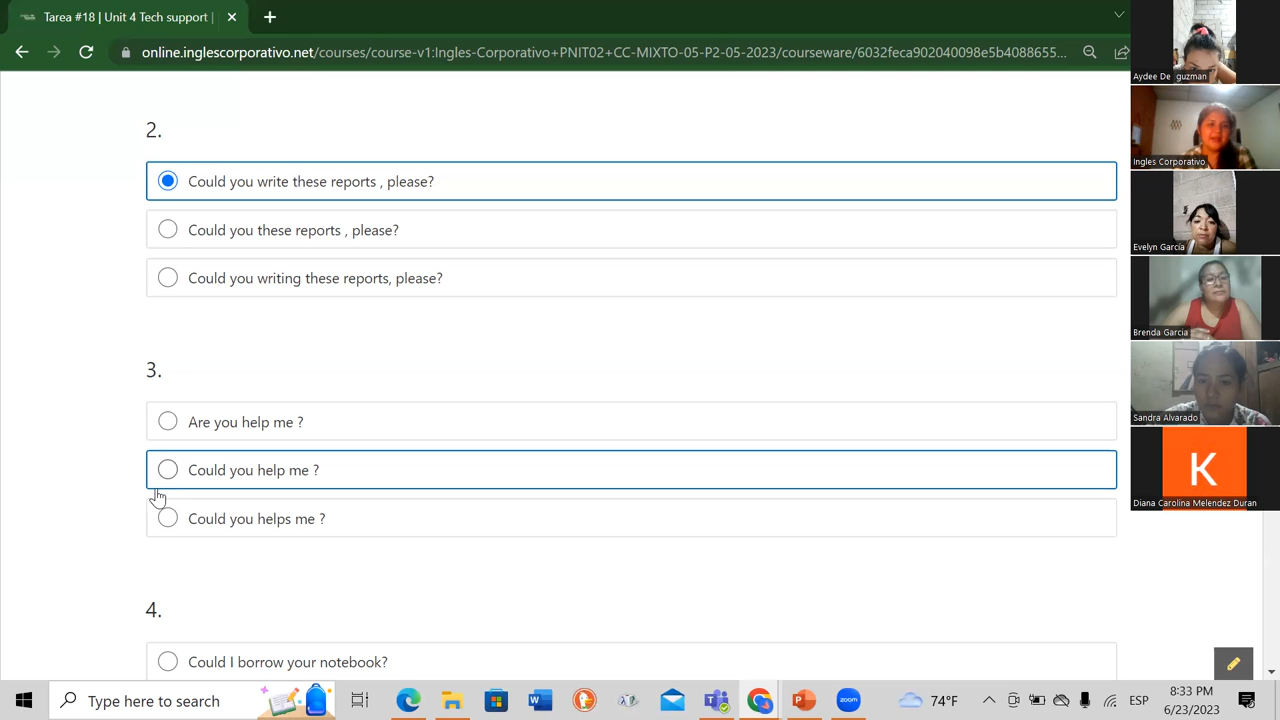 Tarea #18 | Unit 4 Tech support |
online.inglescorporativo.net/courses/course-v1:Ingles-Corporativo+PNIT02-CC-MIXTO-05-P2-05-2023/courseware/6032feca902040c98e5b4088655...
2.
Could you write these reports , please?
Could you these reports , please?
Could you writing these reports, please?
3.
Are you help me ?
Could you help me ?
Could you helps me ?
4.
Could I borrow your notebook?
Aydee De guzman
Ingles Corporativo
Evelyn García
Brenda Garcia
Sandra Alvarado
K
Diana Carolina Melendez Duran
Type here to search
zoom
74°F
ESP
8:33 PM
6/23/2023